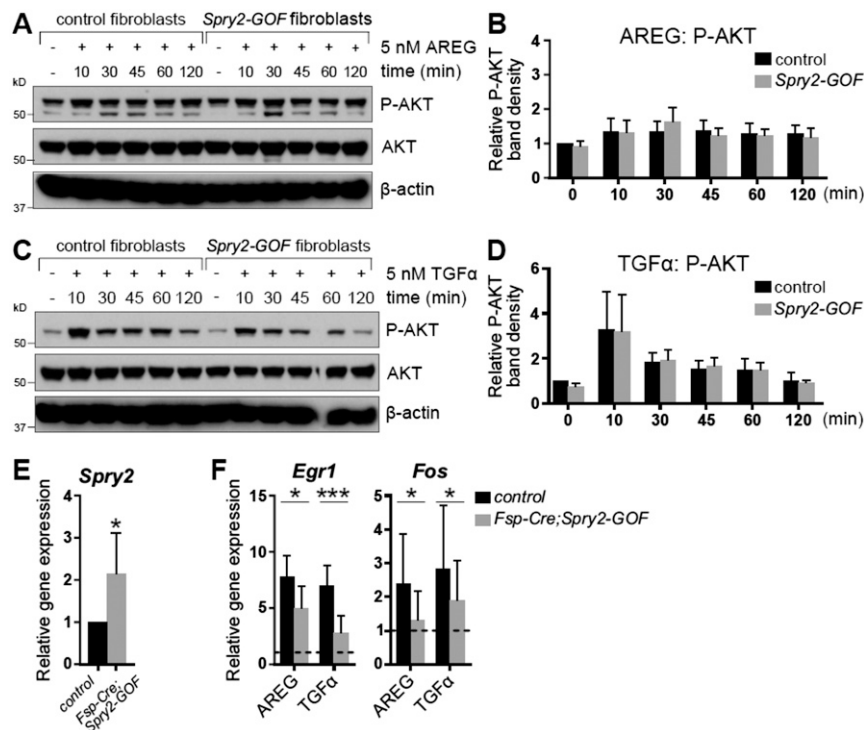 A
control fibroblasts
Spry2-GOF fibroblasts
- + + + + + - + + + + + 5 nM AREG
- 10 30 45 60 120 - 10 30 45 60 120 time (min)
kD
50
P-AKT
50
AKT
37
β-actin
B
AREG: P-AKT
control
Spry2-GOF
Relative P-AKT
band density
4
3
2
1
0
0 10 30 45 60 120 (min)
C
control fibroblasts
Spry2-GOF fibroblasts
- + + + + + - + + + + + 5 nM TGFα
- 10 30 45 60 120 - 10 30 45 60 120 time (min)
kD
50
P-AKT
50
AKT
37
β-actin
D
TGFα: P-AKT
control
Spry2-GOF
Relative P-AKT
band density
6
4
2
0
0 10 30 45 60 120 (min)
E
Spry2
Relative gene expression
4
3
2
1
0
*
control
Fsp-Cre;
Spry2-GOF
F
Egr1
Relative gene expression
15
10
5
0
* ***
AREG TGFα
Fos
5
4
3
2
1
0
* *
AREG TGFα
control
Fsp-Cre;Spry2-GOF